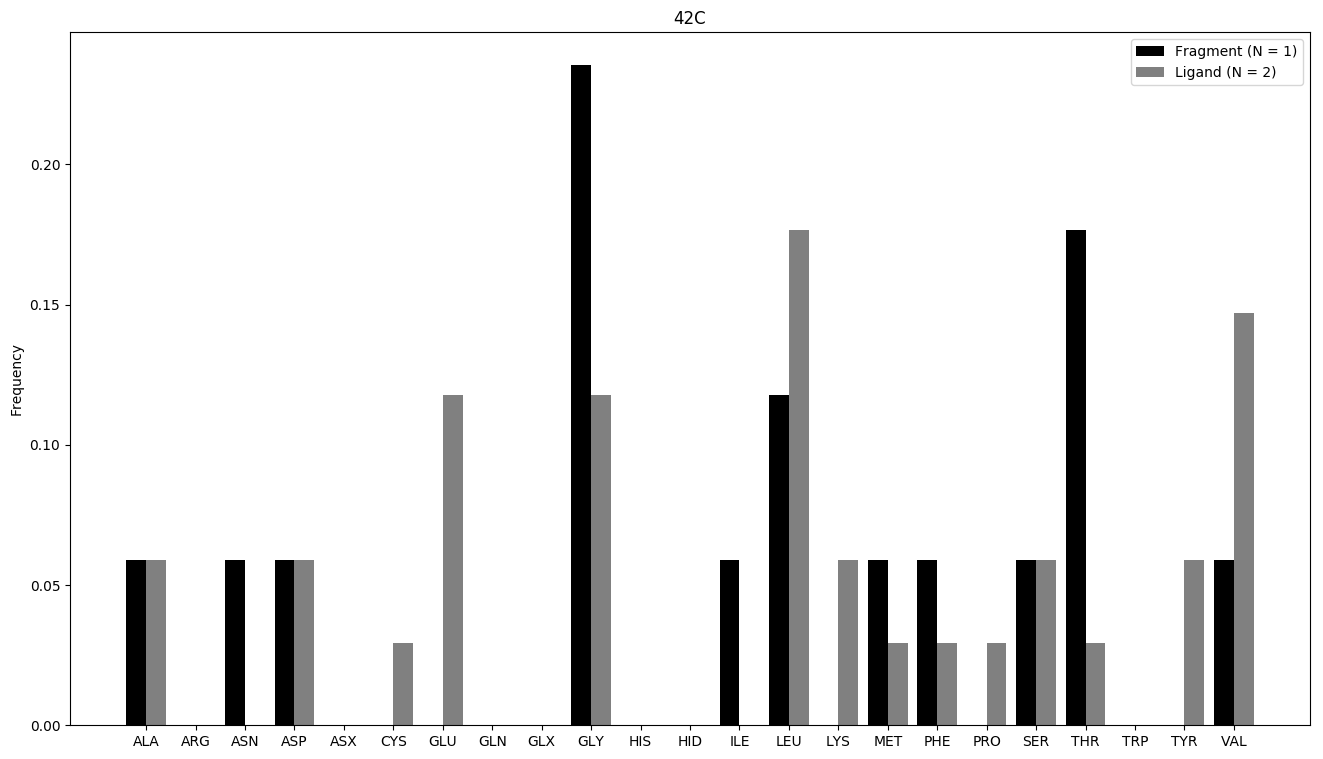 42C
Fragment (N = 1)
Ligand (N = 2)
Frequency
0.20
0.15
0.10
0.05
0.00
ALA ARG ASN ASP ASX CYS GLU GLN GLX GLY HIS HID ILE LEU LYS MET PHE PRO SER THR TRP TYR VAL